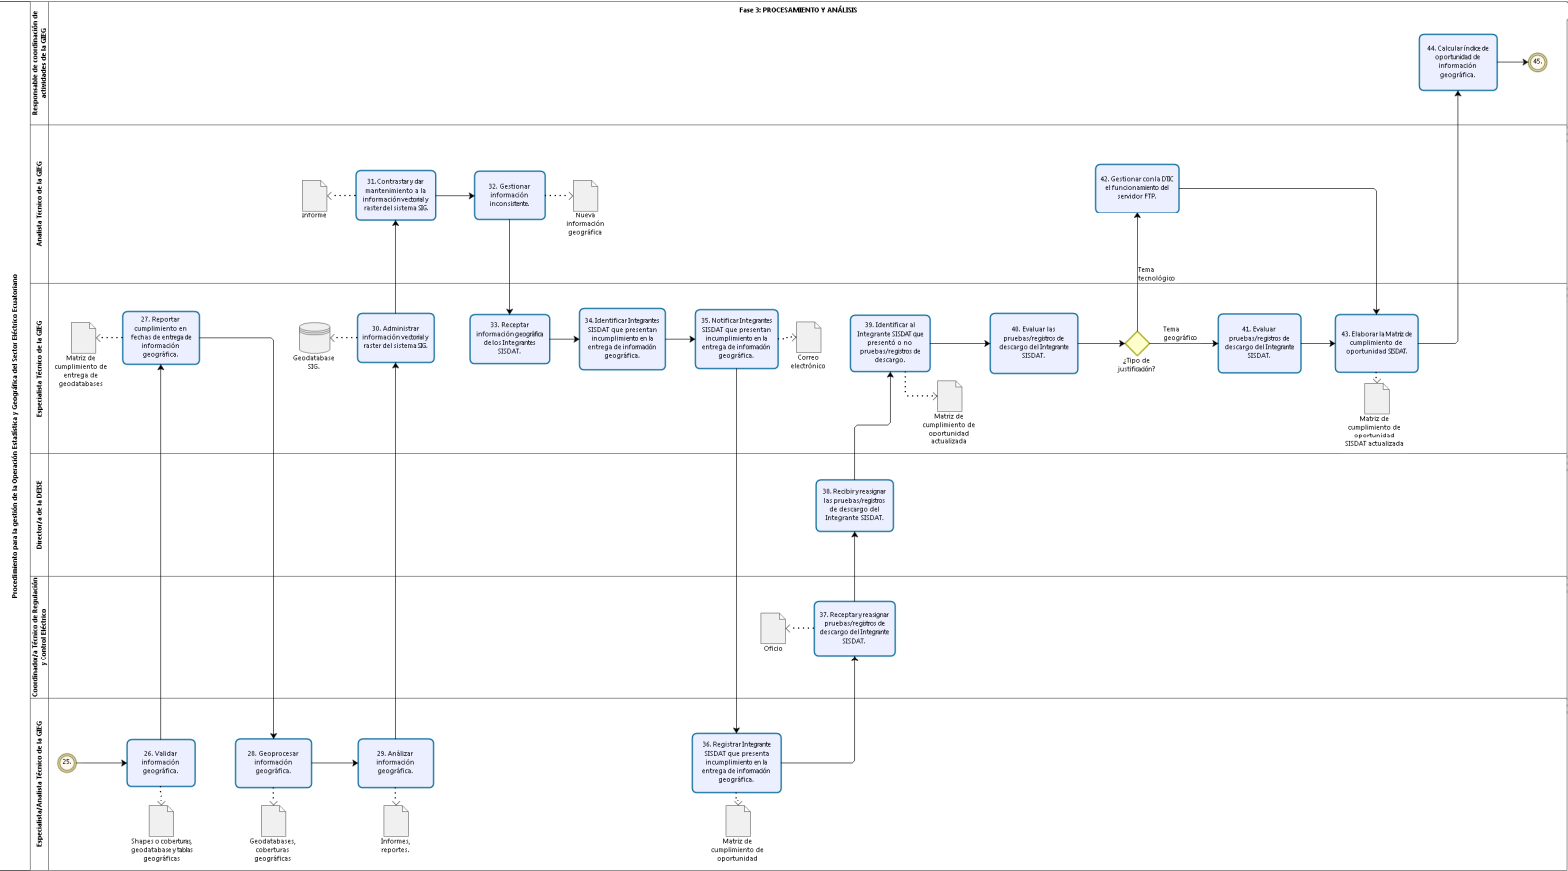 Fase 3: PROCESAMIENTO Y ANÁLISIS
Procedimiento para la gestión de la Operación Estadística y Geográfica del Sector Eléctrico Ecuatoriano
Responsable de coordinación de
actividades de la GIEG
44. Calcular índice de
oportunidad de
información
geográfica.
45.
Analista Técnico de la GIEG
Informe
31. Contrastar y dar
mantenimiento a la
información vectorial y
raster del sistema SIG.
32. Gestionar
información
inconsistente.
Nueva
información
geográfica
42. Gestionar con la DTIC
el funcionamiento del
servidor FTP.
Tema
tecnológico
Especialista Técnico de la GIEG
Matriz de
cumplimiento de
entrega de
geodatabases
27. Reportar
cumplimiento en
fechas de entrega de
información
geográfica.
Geodatabase
SIG.
30. Administrar
información vectorial y
raster del sistema SIG.
33. Receptar
información geográfica
de los Integrantes
SISDAT.
34. Identificar Integrantes
SISDAT que presentan
incumplimiento en la
entrega de información
geográfica.
35. Notificar Integrantes
SISDAT que presentan
incumplimiento en la
entrega de información
geográfica.
Correo
electrónico
39. Identificar al
Integrante SISDAT que
presentó o no
pruebas/registros de
descargo.
Matriz de
cumplimiento de
oportunidad
actualizada
40. Evaluar las
pruebas/registros de
descargo del Integrante
SISDAT.
¿Tipo de
justificación?
Tema
geográfico
41. Evaluar
pruebas/registros de
descargo del Integrante
SISDAT.
43. Elaborar la Matriz de
cumplimiento de
oportunidad SISDAT.
Matriz de
cumplimiento de
oportunidad
SISDAT actualizada
Director/a de la DEISE
38. Recibir y reasignar
las pruebas/registros
de descargo del
Integrante SISDAT.
Coordinador/a Técnico de Regulación
y Control Eléctrico
Oficio
37. Receptar y reasignar
pruebas/registros de
descargo del Integrante
SISDAT.
Especialista/Analista Técnico de la GIEG
25.
26. Validar
información
geográfica.
Shapes o coberturas,
geodatabase y tablas
geográficas
28. Geoprocesar
información
geográfica.
Geodatabases,
coberturas
geográficas
29. Análizar
información
geográfica.
Informes,
reportes.
36. Registrar Integrante
SISDAT que presenta
incumplimiento en la
entrega de información
geográfica.
Matriz de
cumplimiento de
oportunidad